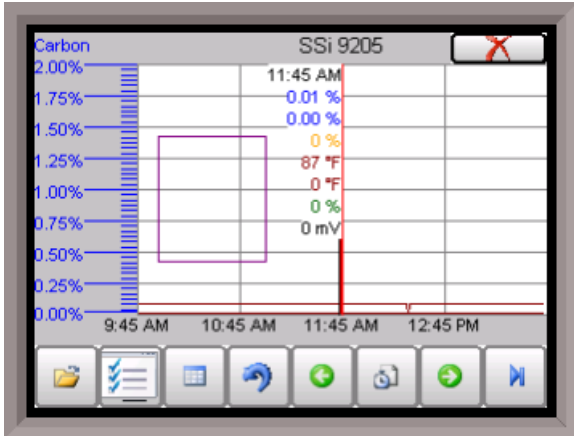 Carbon SSi 9205
2.00%
1.75%
1.50%
1.25%
1.00%
0.75%
0.50%
0.25%
0.00%
11:45 AM
0.01 %
0.00 %
0 %
87 °F
0 °F
0 %
0 mV
9:45 AM 10:45 AM 11:45 AM 12:45 PM